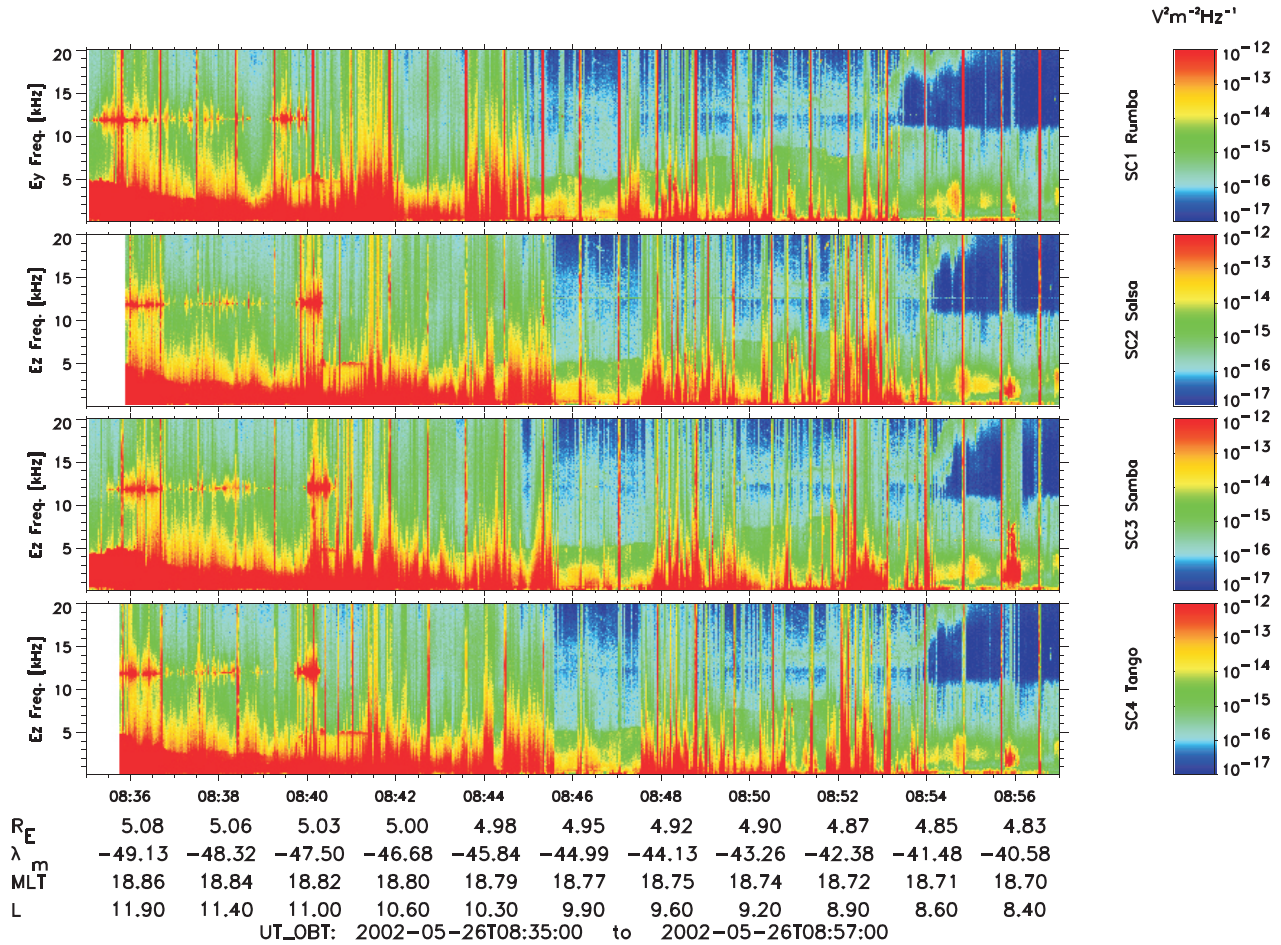 V²m⁻²Hz⁻¹
20
15
10
5
Ey Freq. [kHz]
SC1 Rumba
10⁻¹²
10⁻¹³
10⁻¹⁴
10⁻¹⁵
10⁻¹⁶
10⁻¹⁷
20
15
10
5
Ez Freq. [kHz]
SC2 Salsa
10⁻¹²
10⁻¹³
10⁻¹⁴
10⁻¹⁵
10⁻¹⁶
10⁻¹⁷
20
15
10
5
Ez Freq. [kHz]
SC3 Samba
10⁻¹²
10⁻¹³
10⁻¹⁴
10⁻¹⁵
10⁻¹⁶
10⁻¹⁷
20
15
10
5
Ez Freq. [kHz]
SC4 Tango
10⁻¹²
10⁻¹³
10⁻¹⁴
10⁻¹⁵
10⁻¹⁶
10⁻¹⁷
08:36 08:38 08:40 08:42 08:44 08:46 08:48 08:50 08:52 08:54 08:56
R_E 5.08 5.06 5.03 5.00 4.98 4.95 4.92 4.90 4.87 4.85 4.83
λ_m −49.13 −48.32 −47.50 −46.68 −45.84 −44.99 −44.13 −43.26 −42.38 −41.48 −40.58
MLT 18.86 18.84 18.82 18.80 18.79 18.77 18.75 18.74 18.72 18.71 18.70
L 11.90 11.40 11.00 10.60 10.30 9.90 9.60 9.20 8.90 8.60 8.40
UT_OBT: 2002−05−26T08:35:00 to 2002−05−26T08:57:00